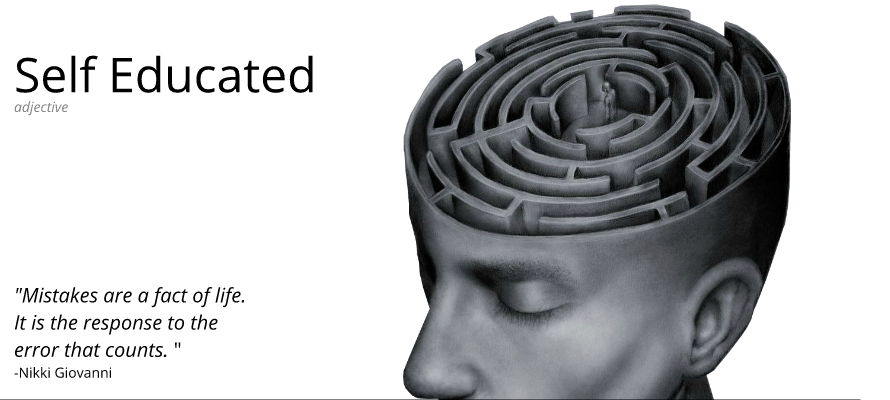 Self Educated
adjective
"Mistakes are a fact of life.
It is the response to the
error that counts. "
-Nikki Giovanni